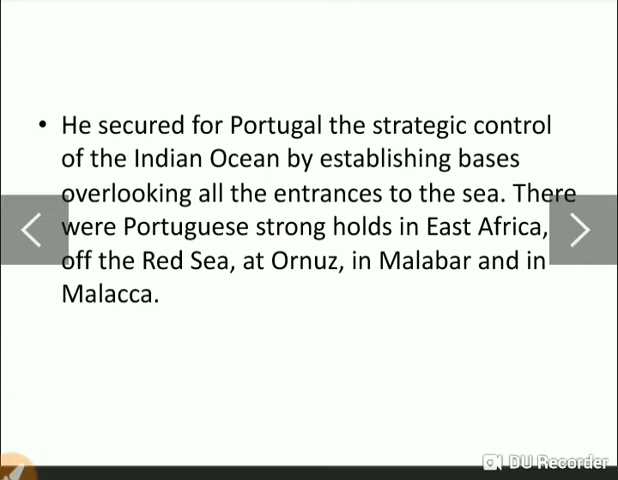 • He secured for Portugal the strategic control
of the Indian Ocean by establishing bases
overlooking all the entrances to the sea. There
were Portuguese strong holds in East Africa,
off the Red Sea, at Ornuz, in Malabar and in
Malacca.
DU Recorder